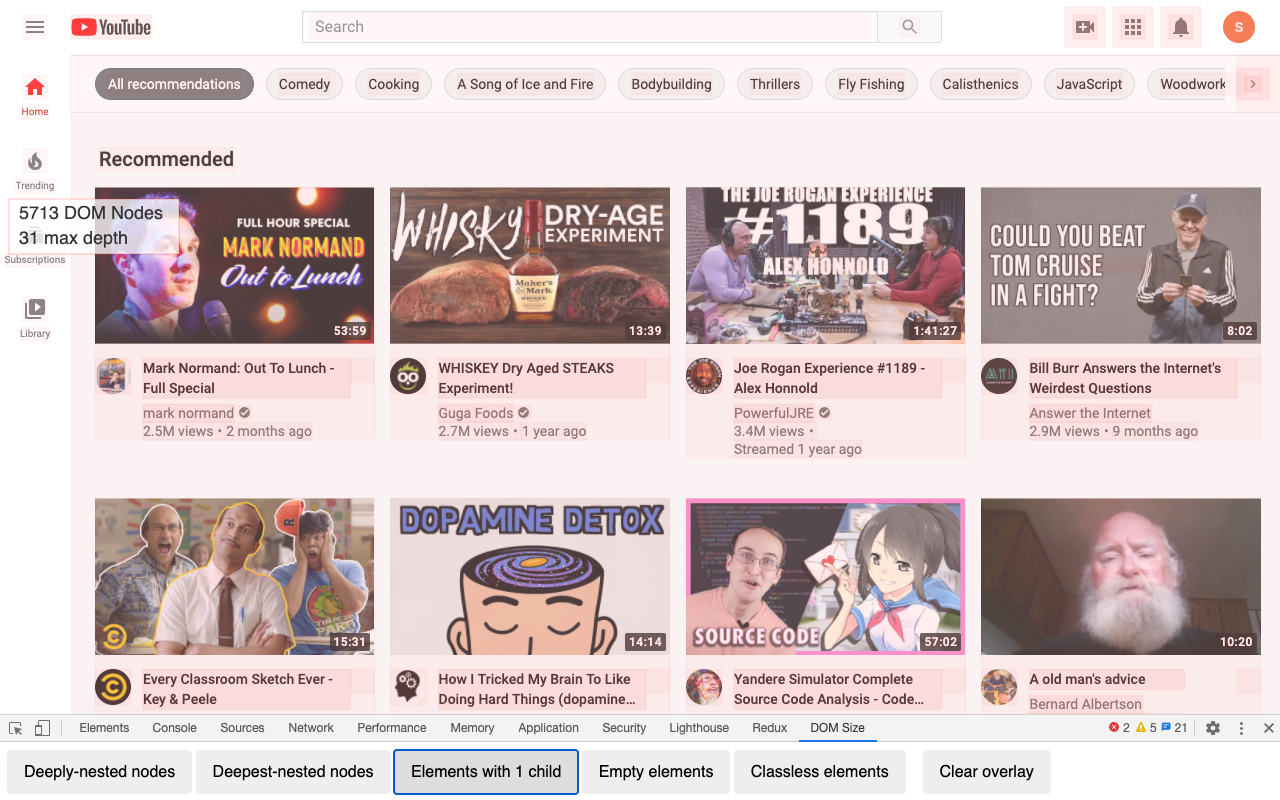 YouTube
Search
S
All recommendations
Comedy
Cooking
A Song of Ice and Fire
Bodybuilding
Thrillers
Fly Fishing
Calisthenics
JavaScript
Woodwork
Home
Trending
Subscriptions
Library
5713 DOM Nodes
31 max depth
Recommended
FULL HOUR SPECIAL
MARK NORMAND
Out to Lunch
53:59
WHISKY DRY-AGE
EXPERIMENT
Maker's
Mark
WHISKY
13:39
THE JOE ROGAN EXPERIENCE
#1189
ALEX HONNOLD
1:41:27
COULD YOU BEAT
TOM CRUISE
IN A FIGHT?
8:02
Mark Normand: Out To Lunch -
Full Special
mark normand
2.5M views • 2 months ago
WHISKEY Dry Aged STEAKS
Experiment!
Guga Foods
2.7M views • 1 year ago
Joe Rogan Experience #1189 -
Alex Honnold
PowerfulJRE
3.4M views •
Streamed 1 year ago
Bill Burr Answers the Internet's
Weirdest Questions
Answer the Internet
2.9M views • 9 months ago
R
15:31
DOPAMINE DETOX
14:14
SOURCE CODE
57:02
10:20
Every Classroom Sketch Ever -
Key & Peele
How I Tricked My Brain To Like
Doing Hard Things (dopamine...
Yandere Simulator Complete
Source Code Analysis - Code...
A old man's advice
Bernard Albertson
Elements
Console
Sources
Network
Performance
Memory
Application
Security
Lighthouse
Redux
DOM Size
2
5
21
Deeply-nested nodes
Deepest-nested nodes
Elements with 1 child
Empty elements
Classless elements
Clear overlay